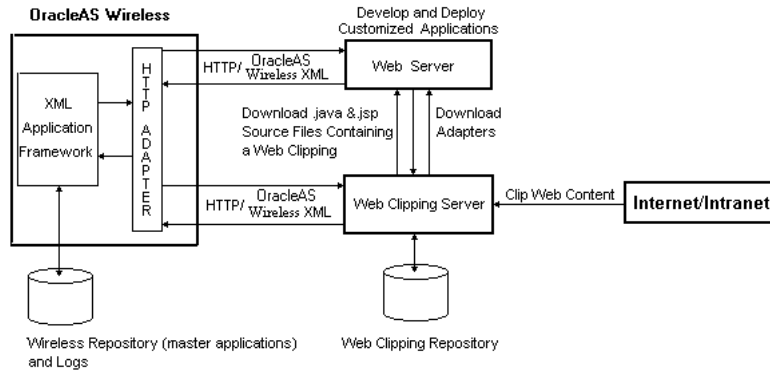 OracleAS Wireless
Develop and Deploy
Customized Applications
XML
Application
Framework
HTTP ADAPTER
HTTP/ OracleAS
Wireless XML
Web Server
Download .java &.jsp
Source Files Containing
a Web Clipping
Download
Adapters
HTTP/ OracleAS
Wireless XML
Web Clipping Server
Clip Web Content
Internet/Intranet
Wireless Repository (master applications)
and Logs
Web Clipping Repository